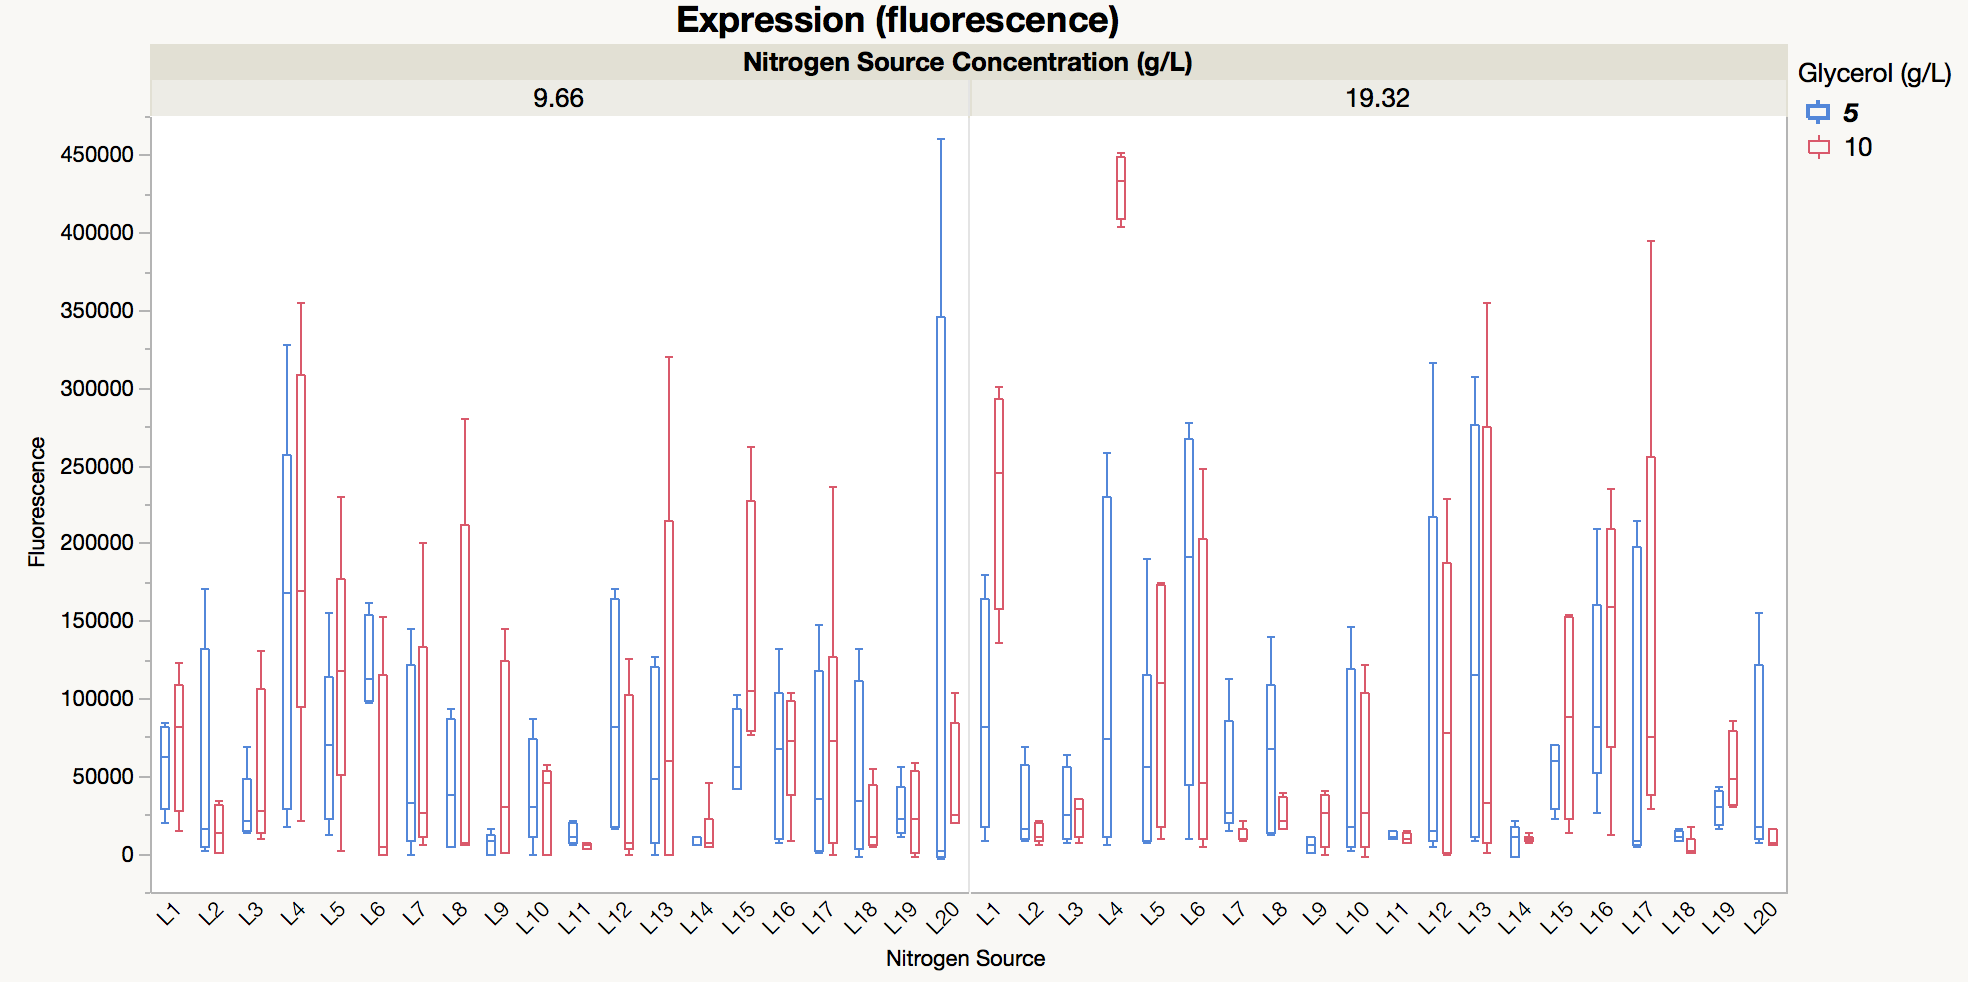 Expression (fluorescence)
Nitrogen Source Concentration (g/L)
9.66 19.32
Glycerol (g/L)
5
10
Fluorescence
450000
400000
350000
300000
250000
200000
150000
100000
50000
0
L1 L2 L3 L4 L5 L6 L7 L8 L9 L10 L11 L12 L13 L14 L15 L16 L17 L18 L19 L20 L1 L2 L3 L4 L5 L6 L7 L8 L9 L10 L11 L12 L13 L14 L15 L16 L17 L18 L19 L20
Nitrogen Source